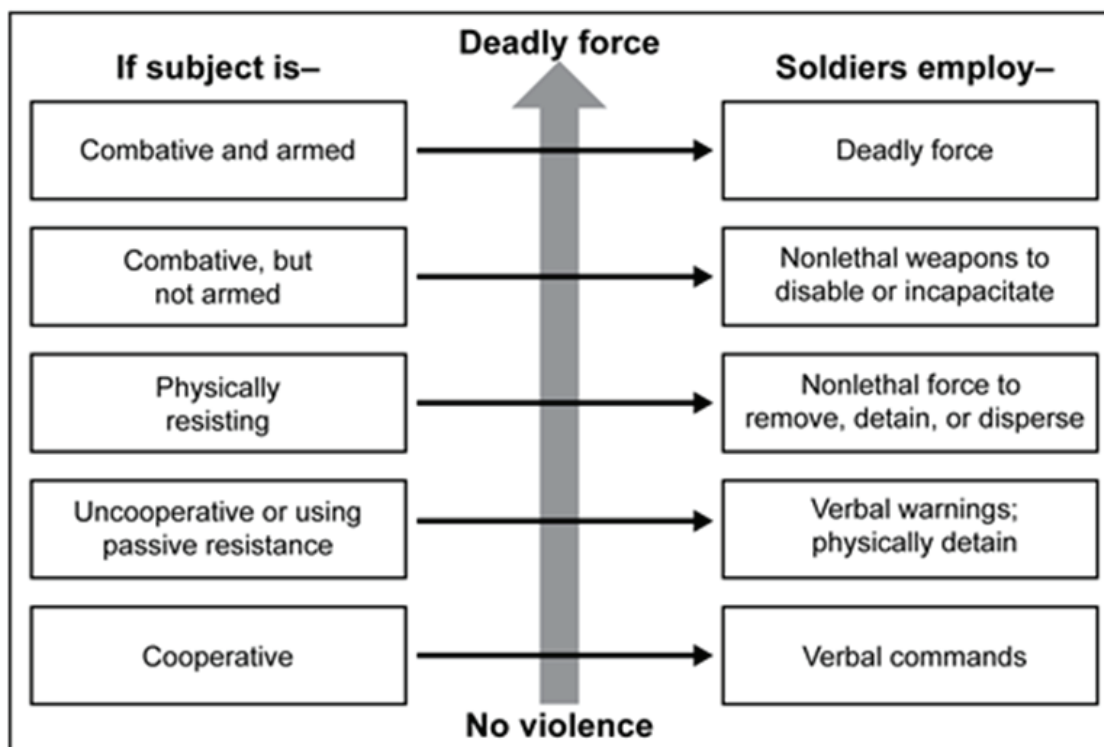 Deadly force
If subject is–
Soldiers employ–
Combative and armed
Deadly force
Combative, but
not armed
Nonlethal weapons to
disable or incapacitate
Physically
resisting
Nonlethal force to
remove, detain, or disperse
Uncooperative or using
passive resistance
Verbal warnings;
physically detain
Cooperative
Verbal commands
No violence